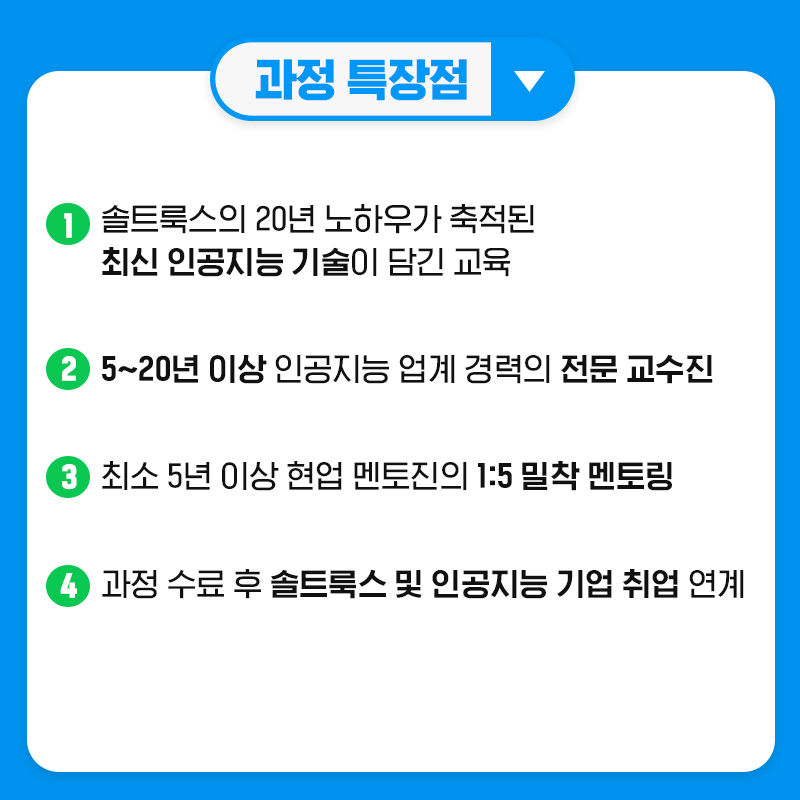 과정 특장점
1 솔트룩스의 20년 노하우가 축적된
최신 인공지능 기술이 담긴 교육
2 5~20년 이상 인공지능 업계 경력의 전문 교수진
3 최소 5년 이상 현업 멘토진의 1:5 밀착 멘토링
4 과정 수료 후 솔트룩스 및 인공지능 기업 취업 연계